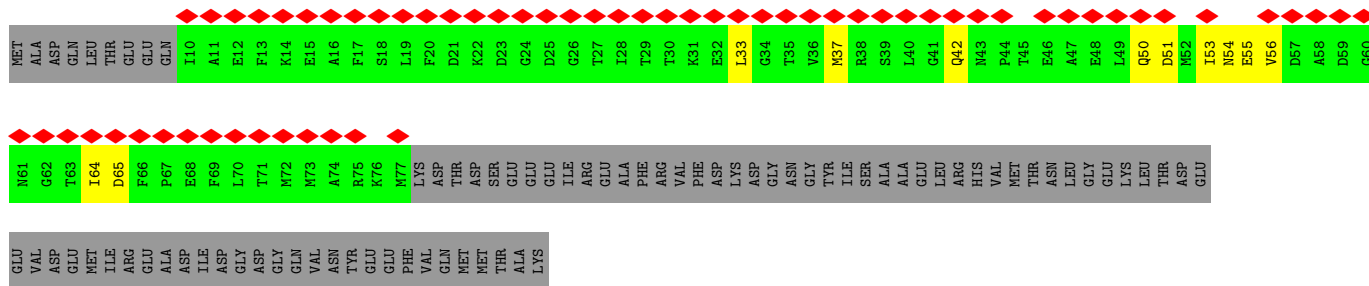 MET ALA ASP GLN LEU THR GLU GLU GLN I10 A11 E12 F13 K14 E15 A16 F17 S18 L19 F20 D21 K22 D23 G24 D25 G26 T27 I28 T29 T30 K31 E32 L33 G34 T35 V36 M37 R38 S39 L40 G41 Q42 N43 P44 T45 E46 A47 E48 L49 Q50 D51 M52 I53 N54 E55 V56 D57 A58 D59 G60
N61 G62 T63 I64 D65 F66 P67 E68 F69 L70 T71 M72 M73 A74 R75 K76 M77 LYS ASP THR ASP SER GLU GLU GLU ILE ARG GLU ALA PHE ARG VAL PHE ASP LYS ASP GLY ASN GLY TYR ILE SER ALA ALA GLU LEU ARG HIS VAL MET THR ASN LEU GLY GLU LYS LEU THR ASP GLU
GLU VAL ASP GLU MET ILE ARG GLU ALA ASP ILE ASP GLY ASP GLY GLN VAL ASN TYR GLU GLU PHE VAL GLN MET MET THR ALA LYS